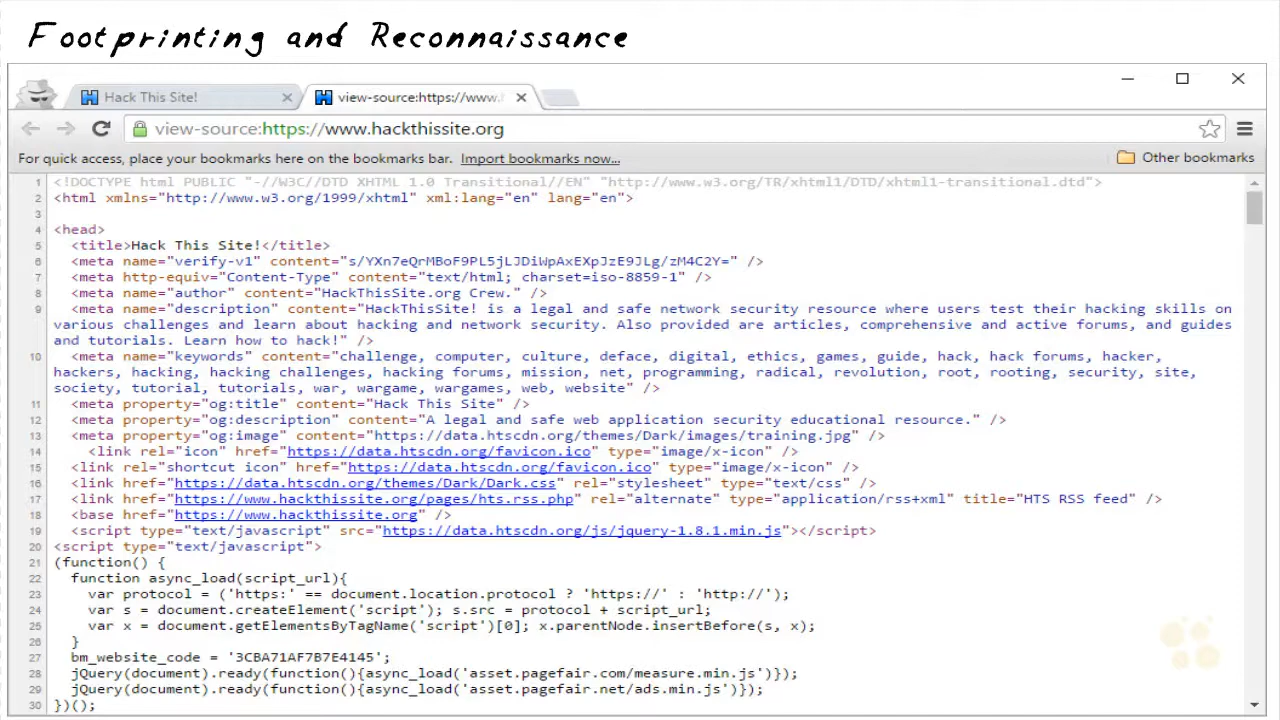 Footprinting and Reconnaissance
Hack This Site!
view-source:https://www.
view-source:https://www.hackthissite.org
For quick access, place your bookmarks here on the bookmarks bar. Import bookmarks now...
Other bookmarks
1 <!DOCTYPE html PUBLIC "-//W3C//DTD XHTML 1.0 Transitional//EN" "http://www.w3.org/TR/xhtml1/DTD/xhtml1-transitional.dtd">
2 <html xmlns="http://www.w3.org/1999/xhtml" xml:lang="en" lang="en">
3
4 <head>
5 <title>Hack This Site!</title>
6 <meta name="verify-v1" content="s/YXn7eQrMBoF9PL5jLJDiWpAxEXpJzE9JLg/zM4C2Y=" />
7 <meta http-equiv="Content-Type" content="text/html; charset=iso-8859-1" />
8 <meta name="author" content="HackThisSite.org Crew." />
9 <meta name="description" content="HackThisSite! is a legal and safe network security resource where users test their hacking skills on
various challenges and learn about hacking and network security. Also provided are articles, comprehensive and active forums, and guides
and tutorials. Learn how to hack!" />
10 <meta name="keywords" content="challenge, computer, culture, deface, digital, ethics, games, guide, hack, hack forums, hacker,
hackers, hacking, hacking challenges, hacking forums, mission, net, programming, radical, revolution, root, rooting, security, site,
society, tutorial, tutorials, war, wargame, wargames, web, website" />
11 <meta property="og:title" content="Hack This Site" />
12 <meta property="og:description" content="A legal and safe web application security educational resource." />
13 <meta property="og:image" content="https://data.htscdn.org/themes/Dark/images/training.jpg" />
14 <link rel="icon" href="https://data.htscdn.org/favicon.ico" type="image/x-icon" />
15 <link rel="shortcut icon" href="https://data.htscdn.org/favicon.ico" type="image/x-icon" />
16 <link href="https://data.htscdn.org/themes/Dark/Dark.css" rel="stylesheet" type="text/css" />
17 <link href="https://www.hackthissite.org/pages/hts.rss.php" rel="alternate" type="application/rss+xml" title="HTS RSS feed" />
18 <base href="https://www.hackthissite.org" />
19 <script type="text/javascript" src="https://data.htscdn.org/js/jquery-1.8.1.min.js"></script>
20 <script type="text/javascript">
21 (function() {
22 function async_load(script_url){
23 var protocol = ('https:' == document.location.protocol ? 'https://' : 'http://');
24 var s = document.createElement('script'); s.src = protocol + script_url;
25 var x = document.getElementsByTagName('script')[0]; x.parentNode.insertBefore(s, x);
26 }
27 bm_website_code = '3CBA71AF7B7E4145';
28 jQuery(document).ready(function(){async_load('asset.pagefair.com/measure.min.js')});
29 jQuery(document).ready(function(){async_load('asset.pagefair.net/ads.min.js')});
30 })();